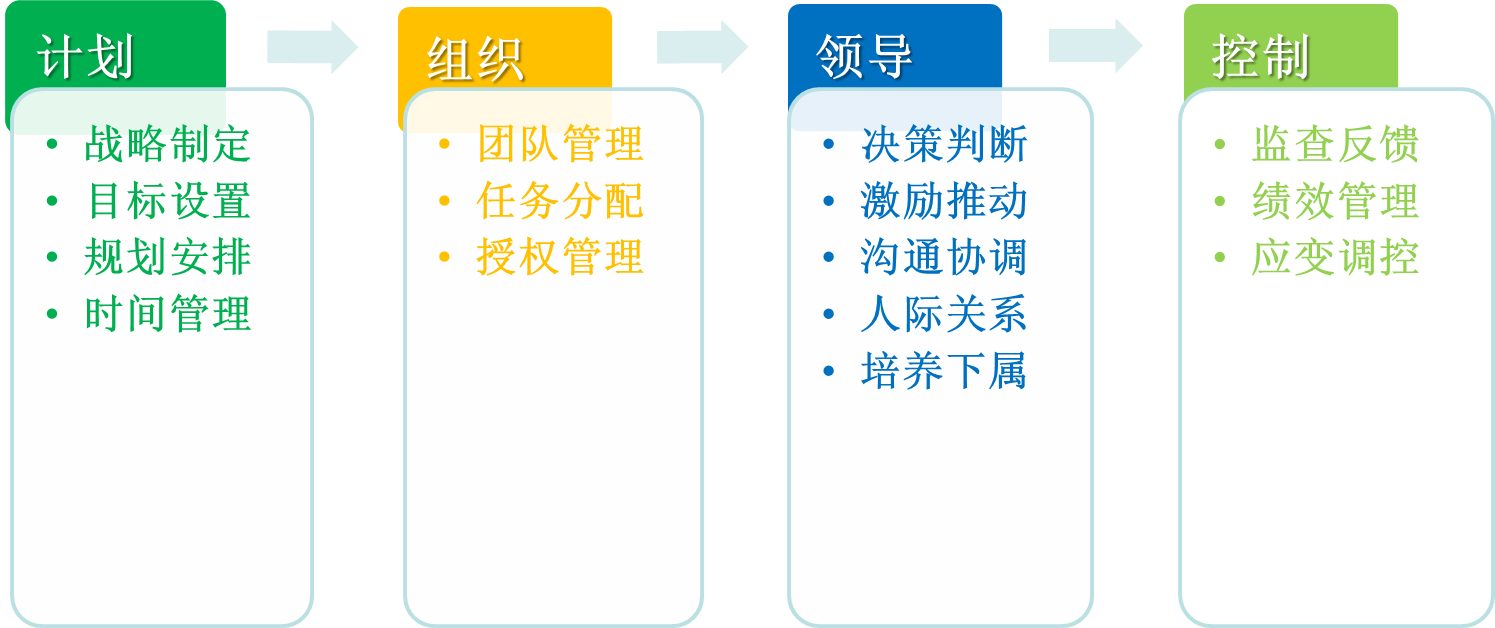 计划
• 战略制定
• 目标设置
• 规划安排
• 时间管理
组织
• 团队管理
• 任务分配
• 授权管理
领导
• 决策判断
• 激励推动
• 沟通协调
• 人际关系
• 培养下属
控制
• 监查反馈
• 绩效管理
• 应变调控